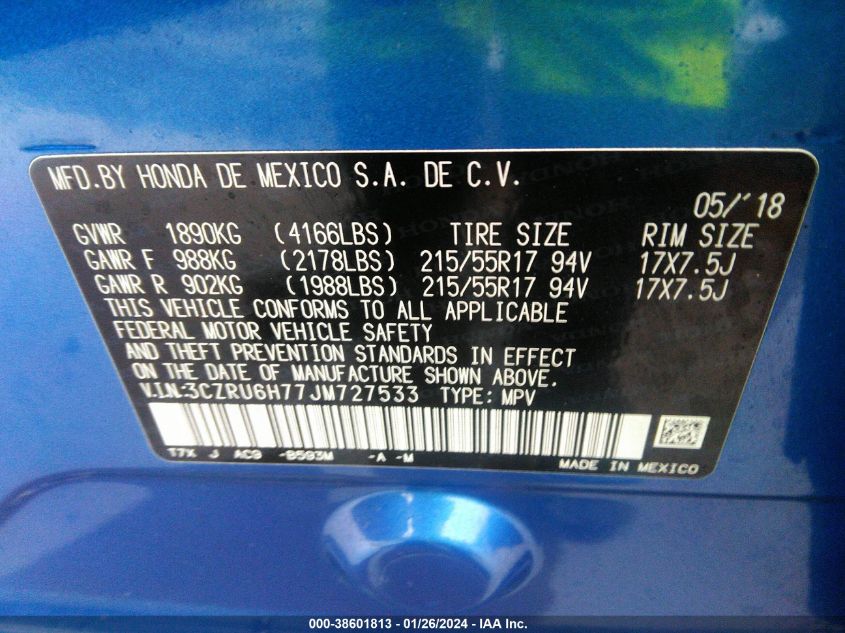 MFD.BY HONDA DE MEXICO S.A. DE C.V.
05/'18
GVWR 1890KG (4166LBS) TIRE SIZE RIM SIZE
GAWR F 988KG (2178LBS) 215/55R17 94V 17X7.5J
GAWR R 902KG (1988LBS) 215/55R17 94V 17X7.5J
THIS VEHICLE CONFORMS TO ALL APPLICABLE
FEDERAL MOTOR VEHICLE SAFETY
AND THEFT PREVENTION STANDARDS IN EFFECT
ON THE DATE OF MANUFACTURE SHOWN ABOVE.
V.I.N:3CZRU6H77JM727533 TYPE: MPV
T7X J AC9 -B593M -A -M
MADE IN MEXICO
000-38601813 - 01/26/2024 - IAA Inc.